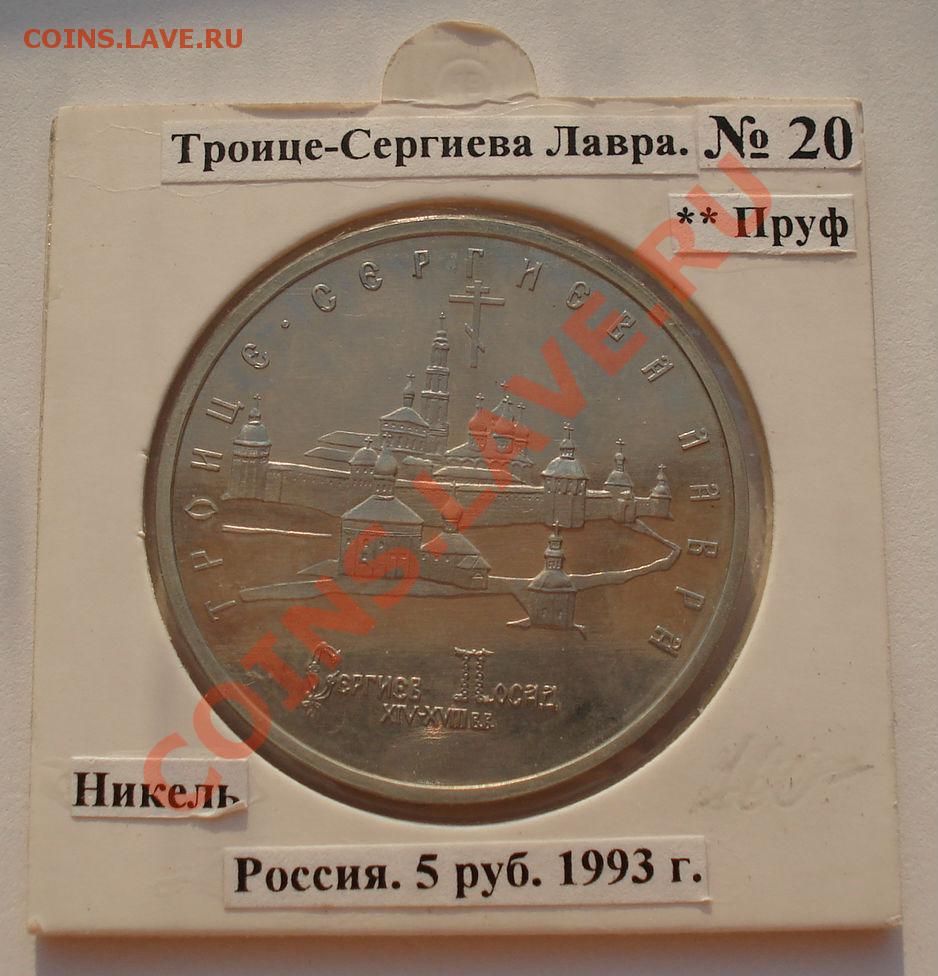 COINS.LAVE.RU
Троице-Сергиева Лавра. № 20
** Пруф
ТРОИЦЕ·СЕРГИЕВА ЛАВРА
Сергиев Посад
XIV-XVIII В.В.
COINS.LAVE.RU
Никель
Россия. 5 руб. 1993 г.